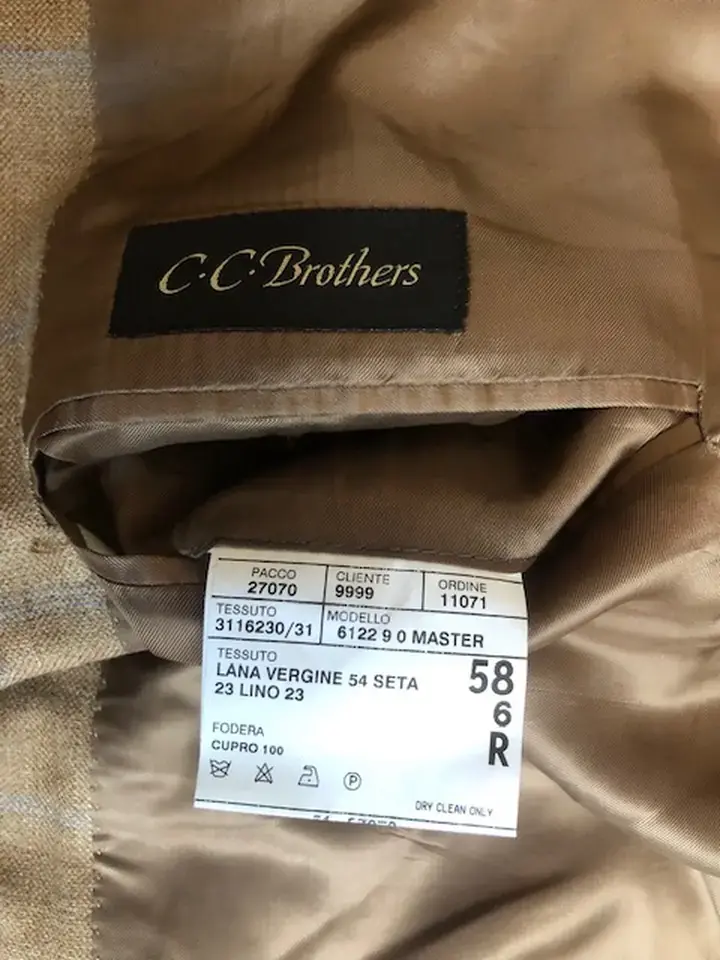 C·C·Brothers
PACCO
27070
CLIENTE
9999
ORDINE
11071
TESSUTO
3116230/31
MODELLO
6122 9 0 MASTER
TESSUTO
LANA VERGINE 54 SETA
23 LINO 23
58
6
R
FODERA
CUPRO 100
P
DRY CLEAN ONLY